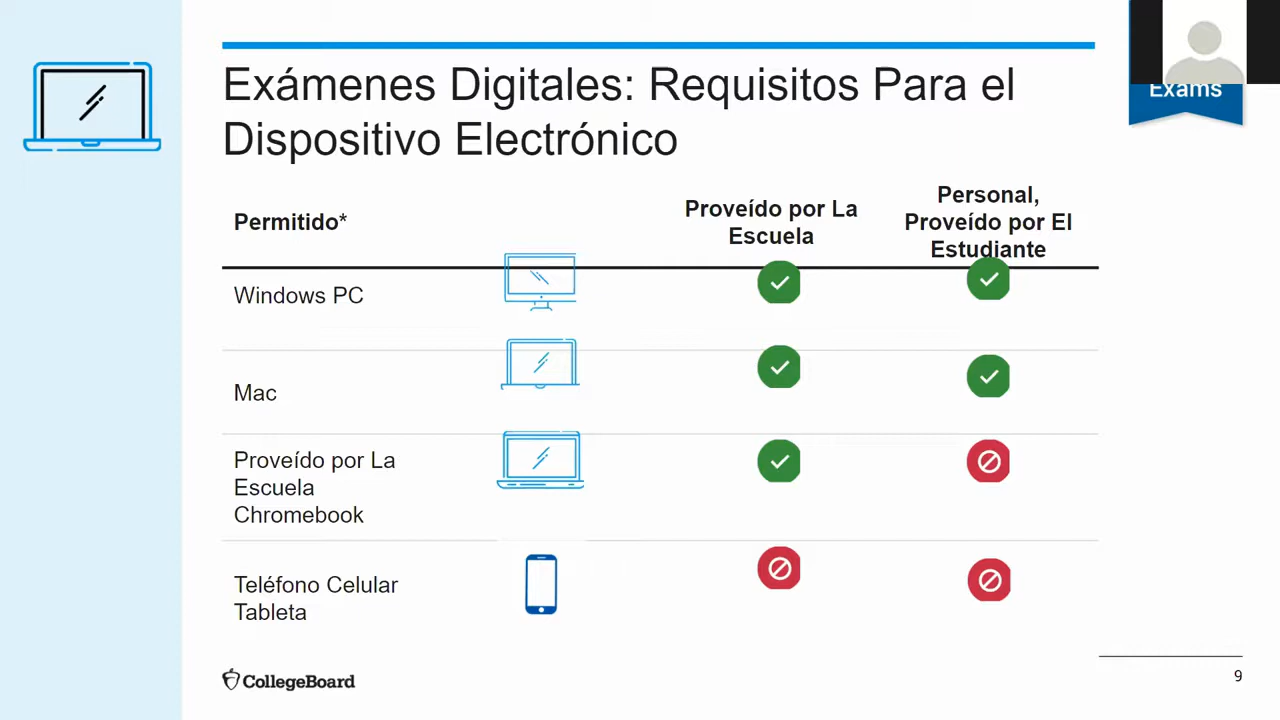 Exams
Exámenes Digitales: Requisitos Para el
Dispositivo Electrónico
Permitido*
Proveído por La
Escuela
Personal,
Proveído por El
Estudiante
Windows PC
Mac
Proveído por La
Escuela
Chromebook
Teléfono Celular
Tableta
CollegeBoard
9